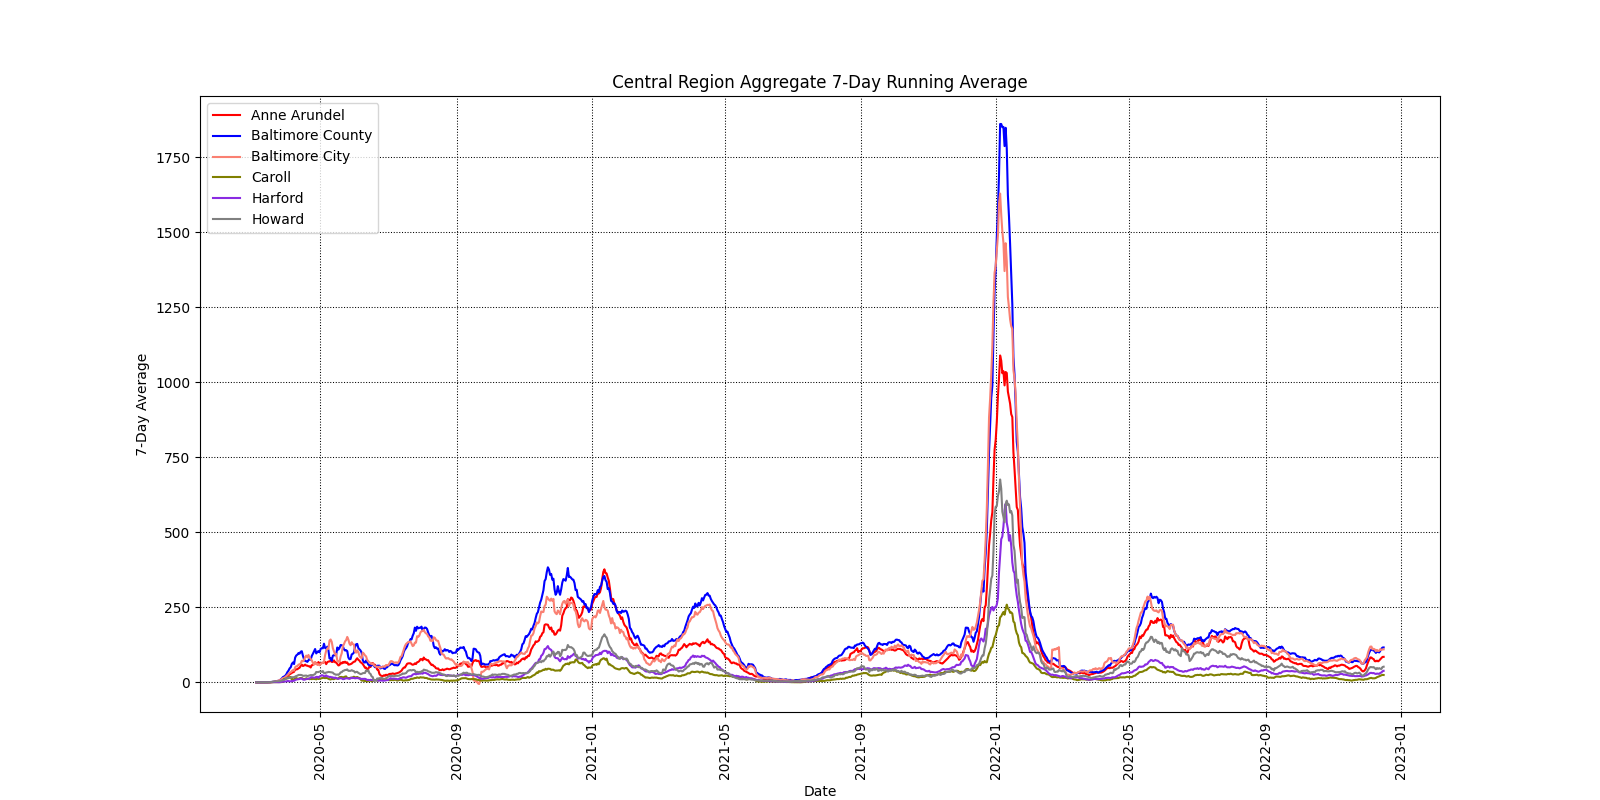 Central Region Aggregate 7-Day Running Average
Anne Arundel
Baltimore County
Baltimore City
Caroll
Harford
Howard
7-Day Average
1750
1500
1250
1000
750
500
250
0
2020-05
2020-09
2021-01
2021-05
2021-09
2022-01
2022-05
2022-09
2023-01
Date